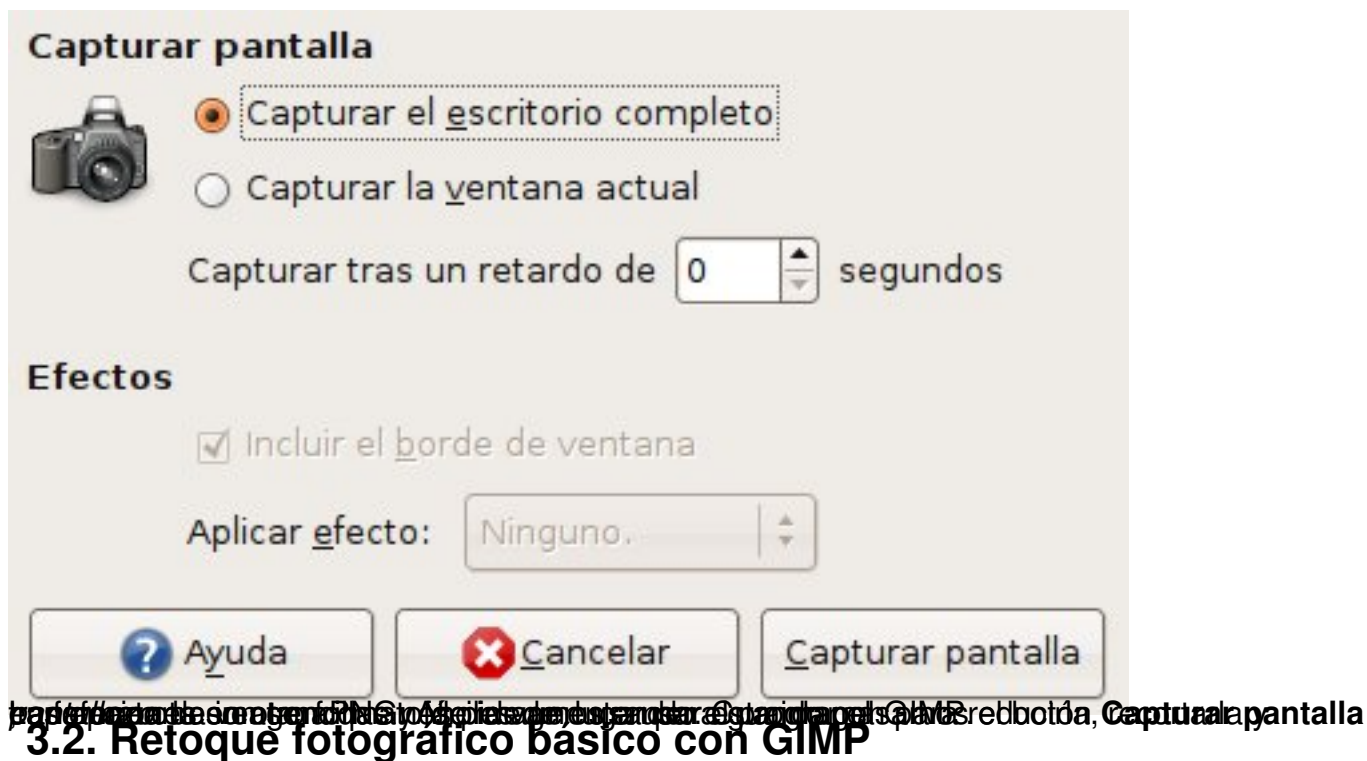 Capturar pantalla
Capturar el escritorio completo
Capturar la ventana actual
Capturar tras un retardo de 0 segundos
Efectos
Incluir el borde de ventana
Aplicar efecto: Ninguno.
Ayuda Cancelar Capturar pantalla
Capturar pantalla
3.2. Retoque fotográfico básico con GIMP